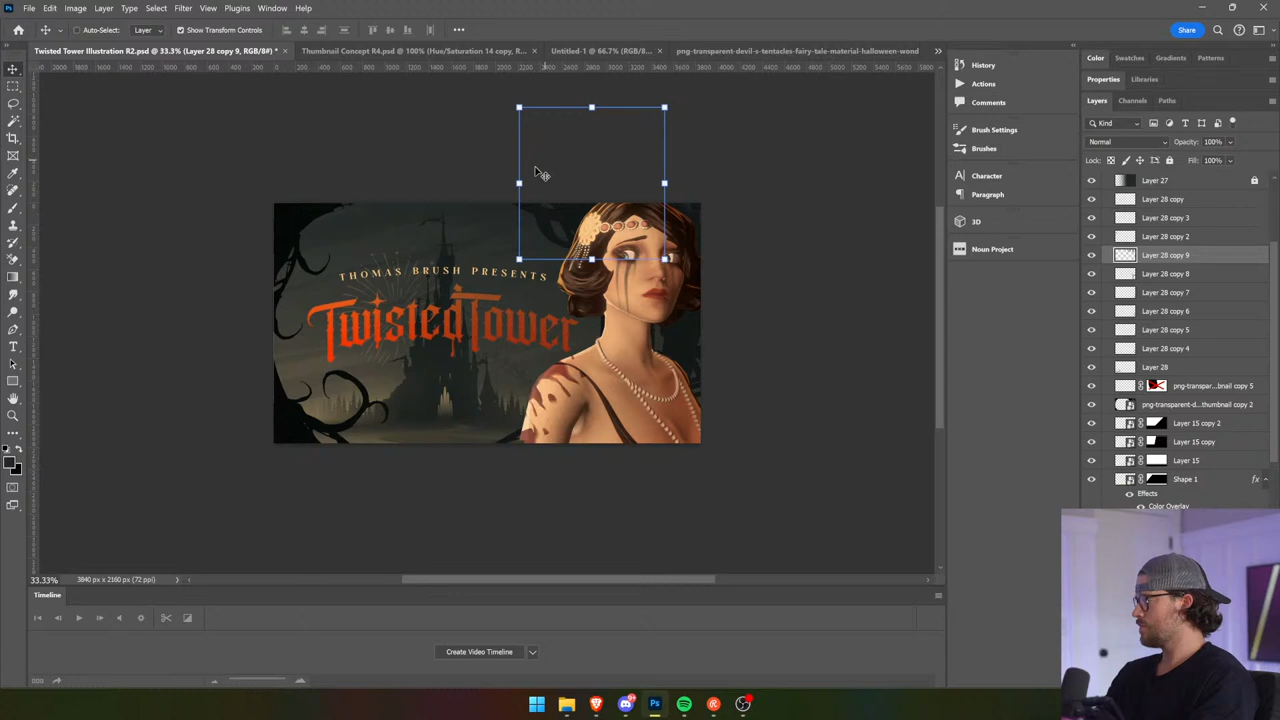 File Edit Image Layer Type Select Filter View Plugins Window Help
Auto-Select: Layer Show Transform Controls Share
Twisted Tower Illustration R2.psd @ 33.3% (Layer 28 copy 9, RGB/8#) * Thumbnail Concept R4.psd @ 100% (Hue/Saturation 14 copy, R... Untitled-1 @ 66.7% (RGB/8... png-transparent-devil-s-tentacles-fairy-tale-material-halloween-wood
History
Actions
Comments
Brush Settings
Brushes
Character
Paragraph
3D
Noun Project
Color Swatches Gradients Patterns
Properties Libraries
Layers Channels Paths
Kind
Normal Opacity: 100%
Lock: Fill: 100%
Layer 27
Layer 28 copy
Layer 28 copy 3
Layer 28 copy 2
Layer 28 copy 9
Layer 28 copy 8
Layer 28 copy 7
Layer 28 copy 6
Layer 28 copy 5
Layer 28 copy 4
Layer 28
png-transpar...bnail copy 5
png-transparent-d...thumbnail copy 2
Layer 15 copy 2
Layer 15 copy
Layer 15
Shape 1 fx
Effects
Color Overlay
THOMAS BRUSH PRESENTS
Twisted Tower
33.33% 3840 px x 2160 px (72 ppi)
Timeline
Create Video Timeline